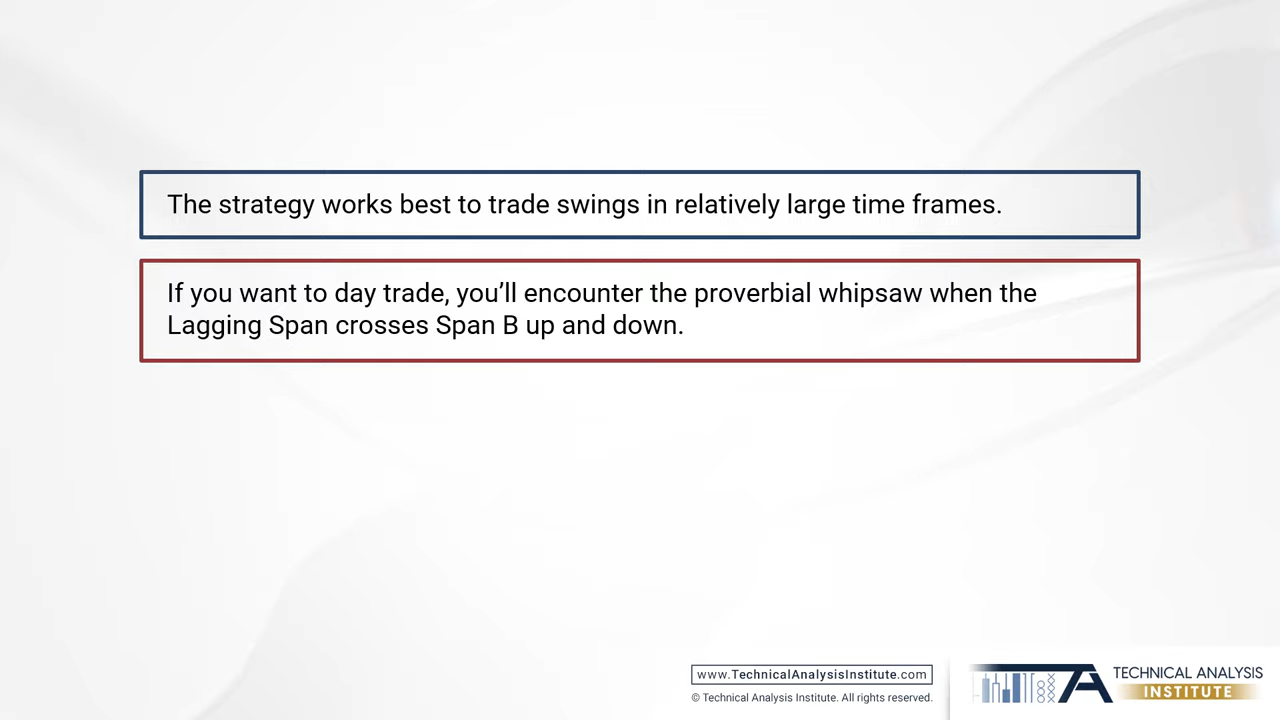 The strategy works best to trade swings in relatively large time frames.
If you want to day trade, you’ll encounter the proverbial whipsaw when the
Lagging Span crosses Span B up and down.
www.TechnicalAnalysisInstitute.com
© Technical Analysis Institute. All rights reserved.
TA
TECHNICAL ANALYSIS
INSTITUTE